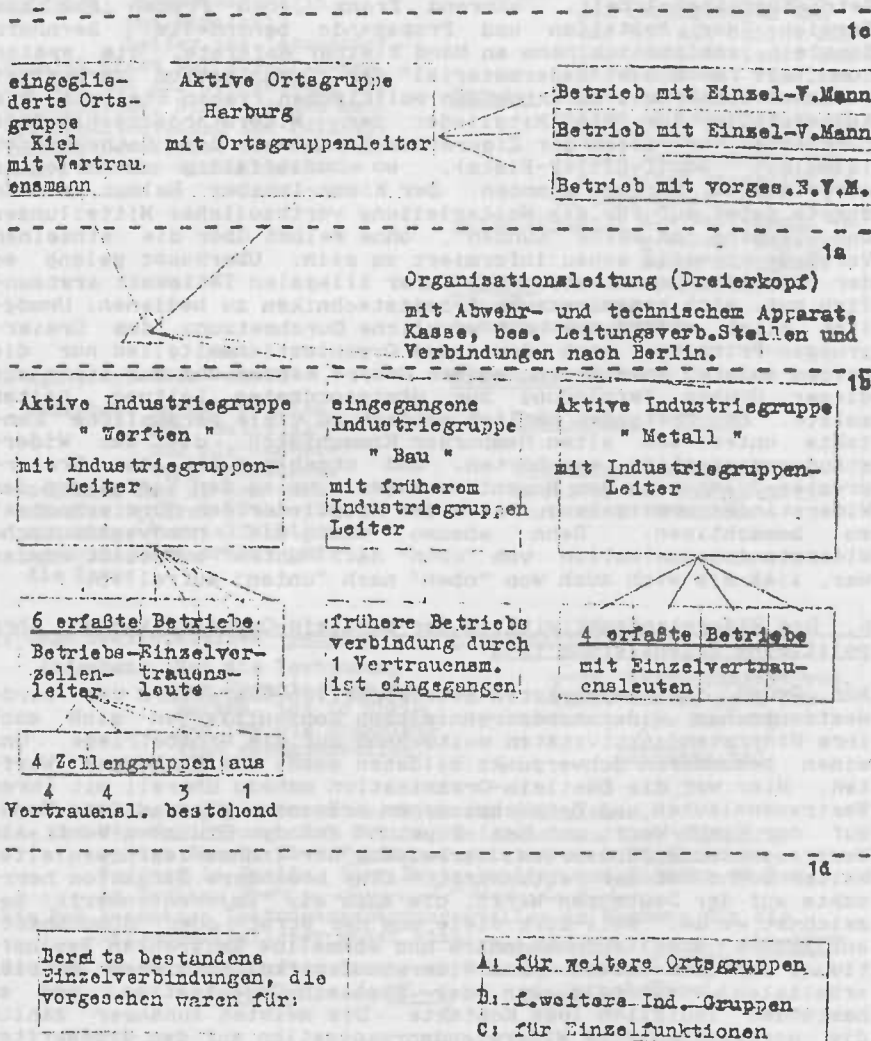 1c
eingeglie-
derte Orts-
gruppe
Kiel
mit Vertrau
ensmann
Aktive Ortsgruppe
Harburg
mit Ortsgruppenleiter
Betrieb mit Einzel-V.Mann
Betrieb mit Einzel-V.Mann
Betrieb mit vorges.E.V.M.
1a
Organisationsleitung (Dreierkopf)
mit Abwehr- und technischem Apparat,
Kasse, bes. Leitungsverb.Stellen und
Verbindungen nach Berlin.
1b
Aktive Industriegruppe
" Werften "
mit Industriegruppen-
Leiter
eingegangene
Industriegruppe
" Bau "
mit früherem
Industriegruppen
Leiter
Aktive Industriegruppe
" Metall "
mit Industriegruppen-
Leiter
6 erfaßte Betriebe
Betriebs-Einzelver-
zellen- trauens-
leiter leute
frühere Betriebs
verbindung durch
1 Vertrauensm.
ist eingegangen
4 erfaßte Betriebe
mit Einzelvertrau-
ensleuten
4 Zellengruppen aus
4 4 3 1
Vertrauensl. bestehend
1d
Bereits bestandene
Einzelverbindungen, die
vorgesehen waren für:
A: für weitere Ortsgruppen
B: f.weitere Ind. Gruppen
C: für Einzelfunktionen